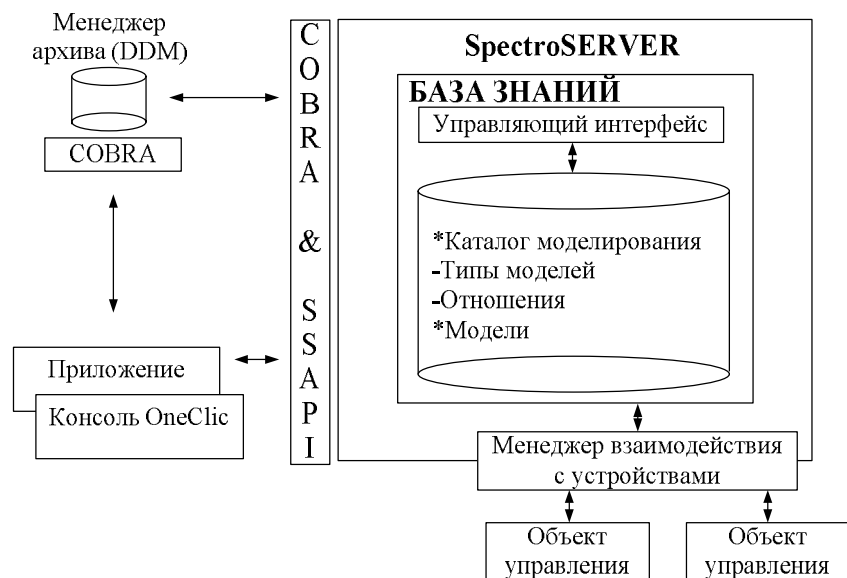 Менеджер
архива (DDM)
COBRA
Приложение
Консоль OneClic
C
O
B
R
A
&
S
S
A
P
I
SpectroSERVER
БАЗА ЗНАНИЙ
Управляющий интерфейс
*Каталог моделирования
-Типы моделей
-Отношения
*Модели
Менеджер взаимодействия
с устройствами
Объект
управления
Объект
управления